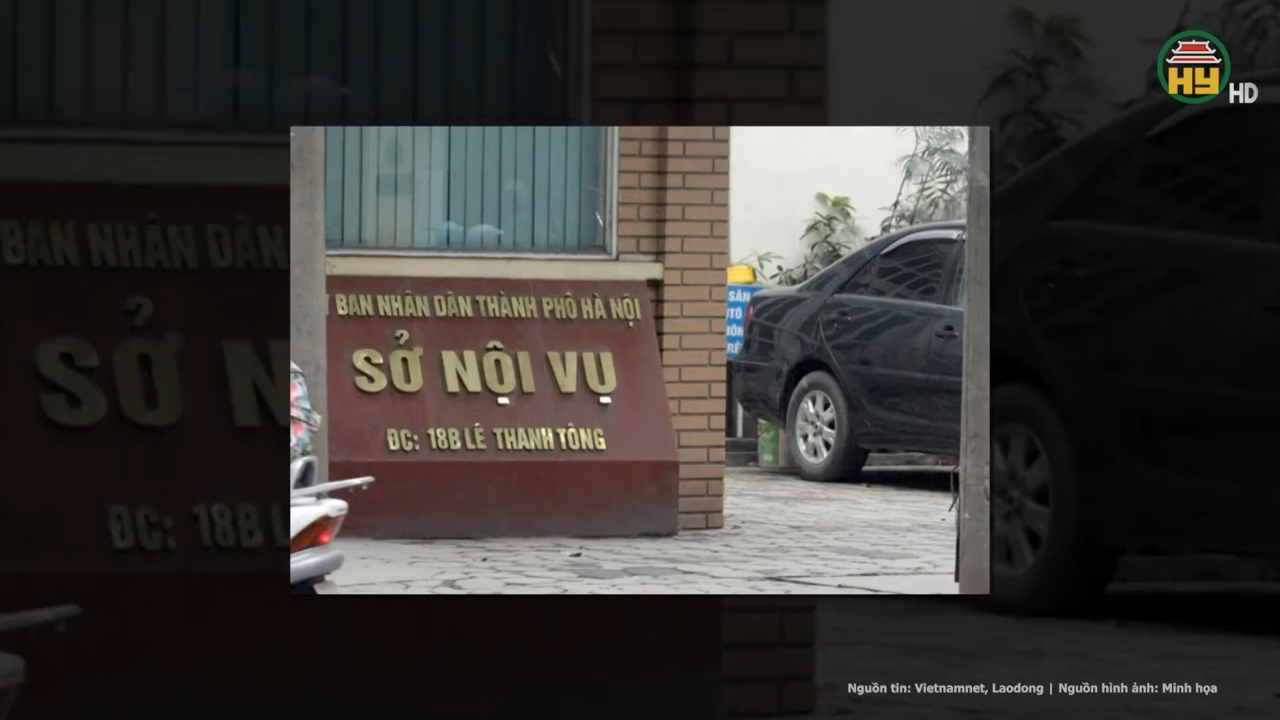 HY HD
BAN NHÂN DÂN THÀNH PHỐ HÀ NỘI
SỞ NỘI VỤ
ĐC: 18B LÊ THANH TÔNG
SÂN
Nguồn tin: Vietnamnet, Laodong | Nguồn hình ảnh: Minh họa